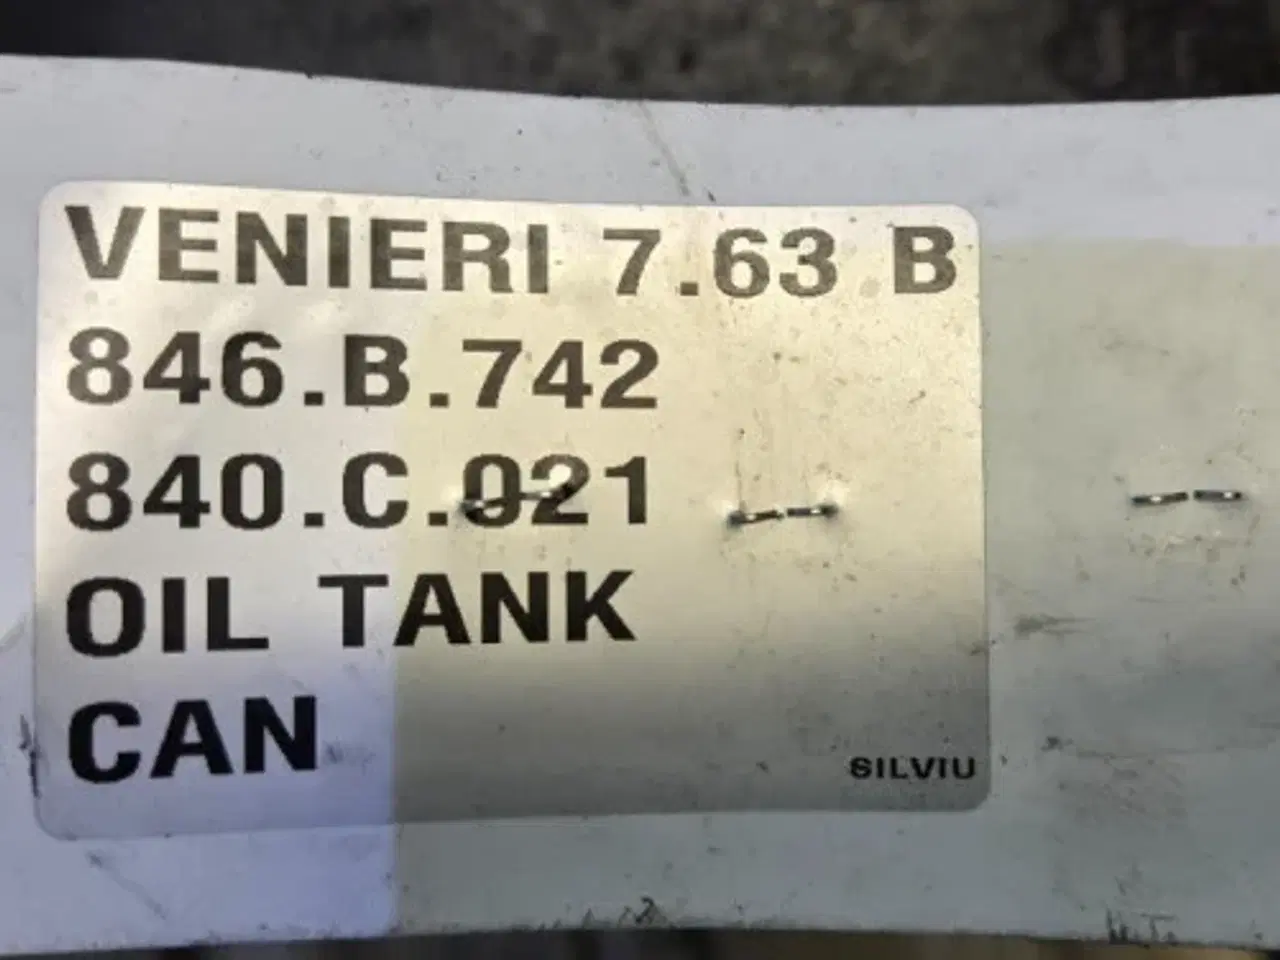 VENIERI 7.63 B
846.B.742
840.C.021
OIL TANK
CAN
SILVIU